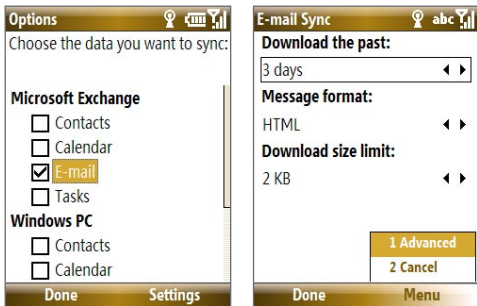 Options
Choose the data you want to sync:
Microsoft Exchange
Contacts
Calendar
E-mail
Tasks
Windows PC
Contacts
Calendar
Done Settings
E-mail Sync abc
Download the past:
3 days
Message format:
HTML
Download size limit:
2 KB
1 Advanced
2 Cancel
Done Menu